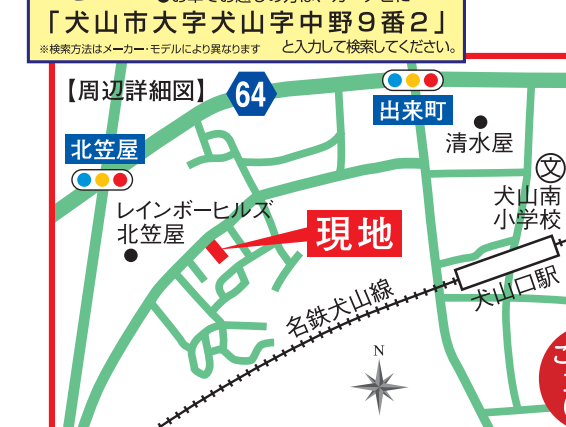 「犬山市大字犬山字中野9番2」
※検索方法はメーカー・モデルにより異なります　と入力して検索してください。
【周辺詳細図】
64
出来町
北笠屋
清水屋
文
犬山南
小学校
レインボーヒルズ
北笠屋
現地
犬山口駅
名鉄犬山線
N